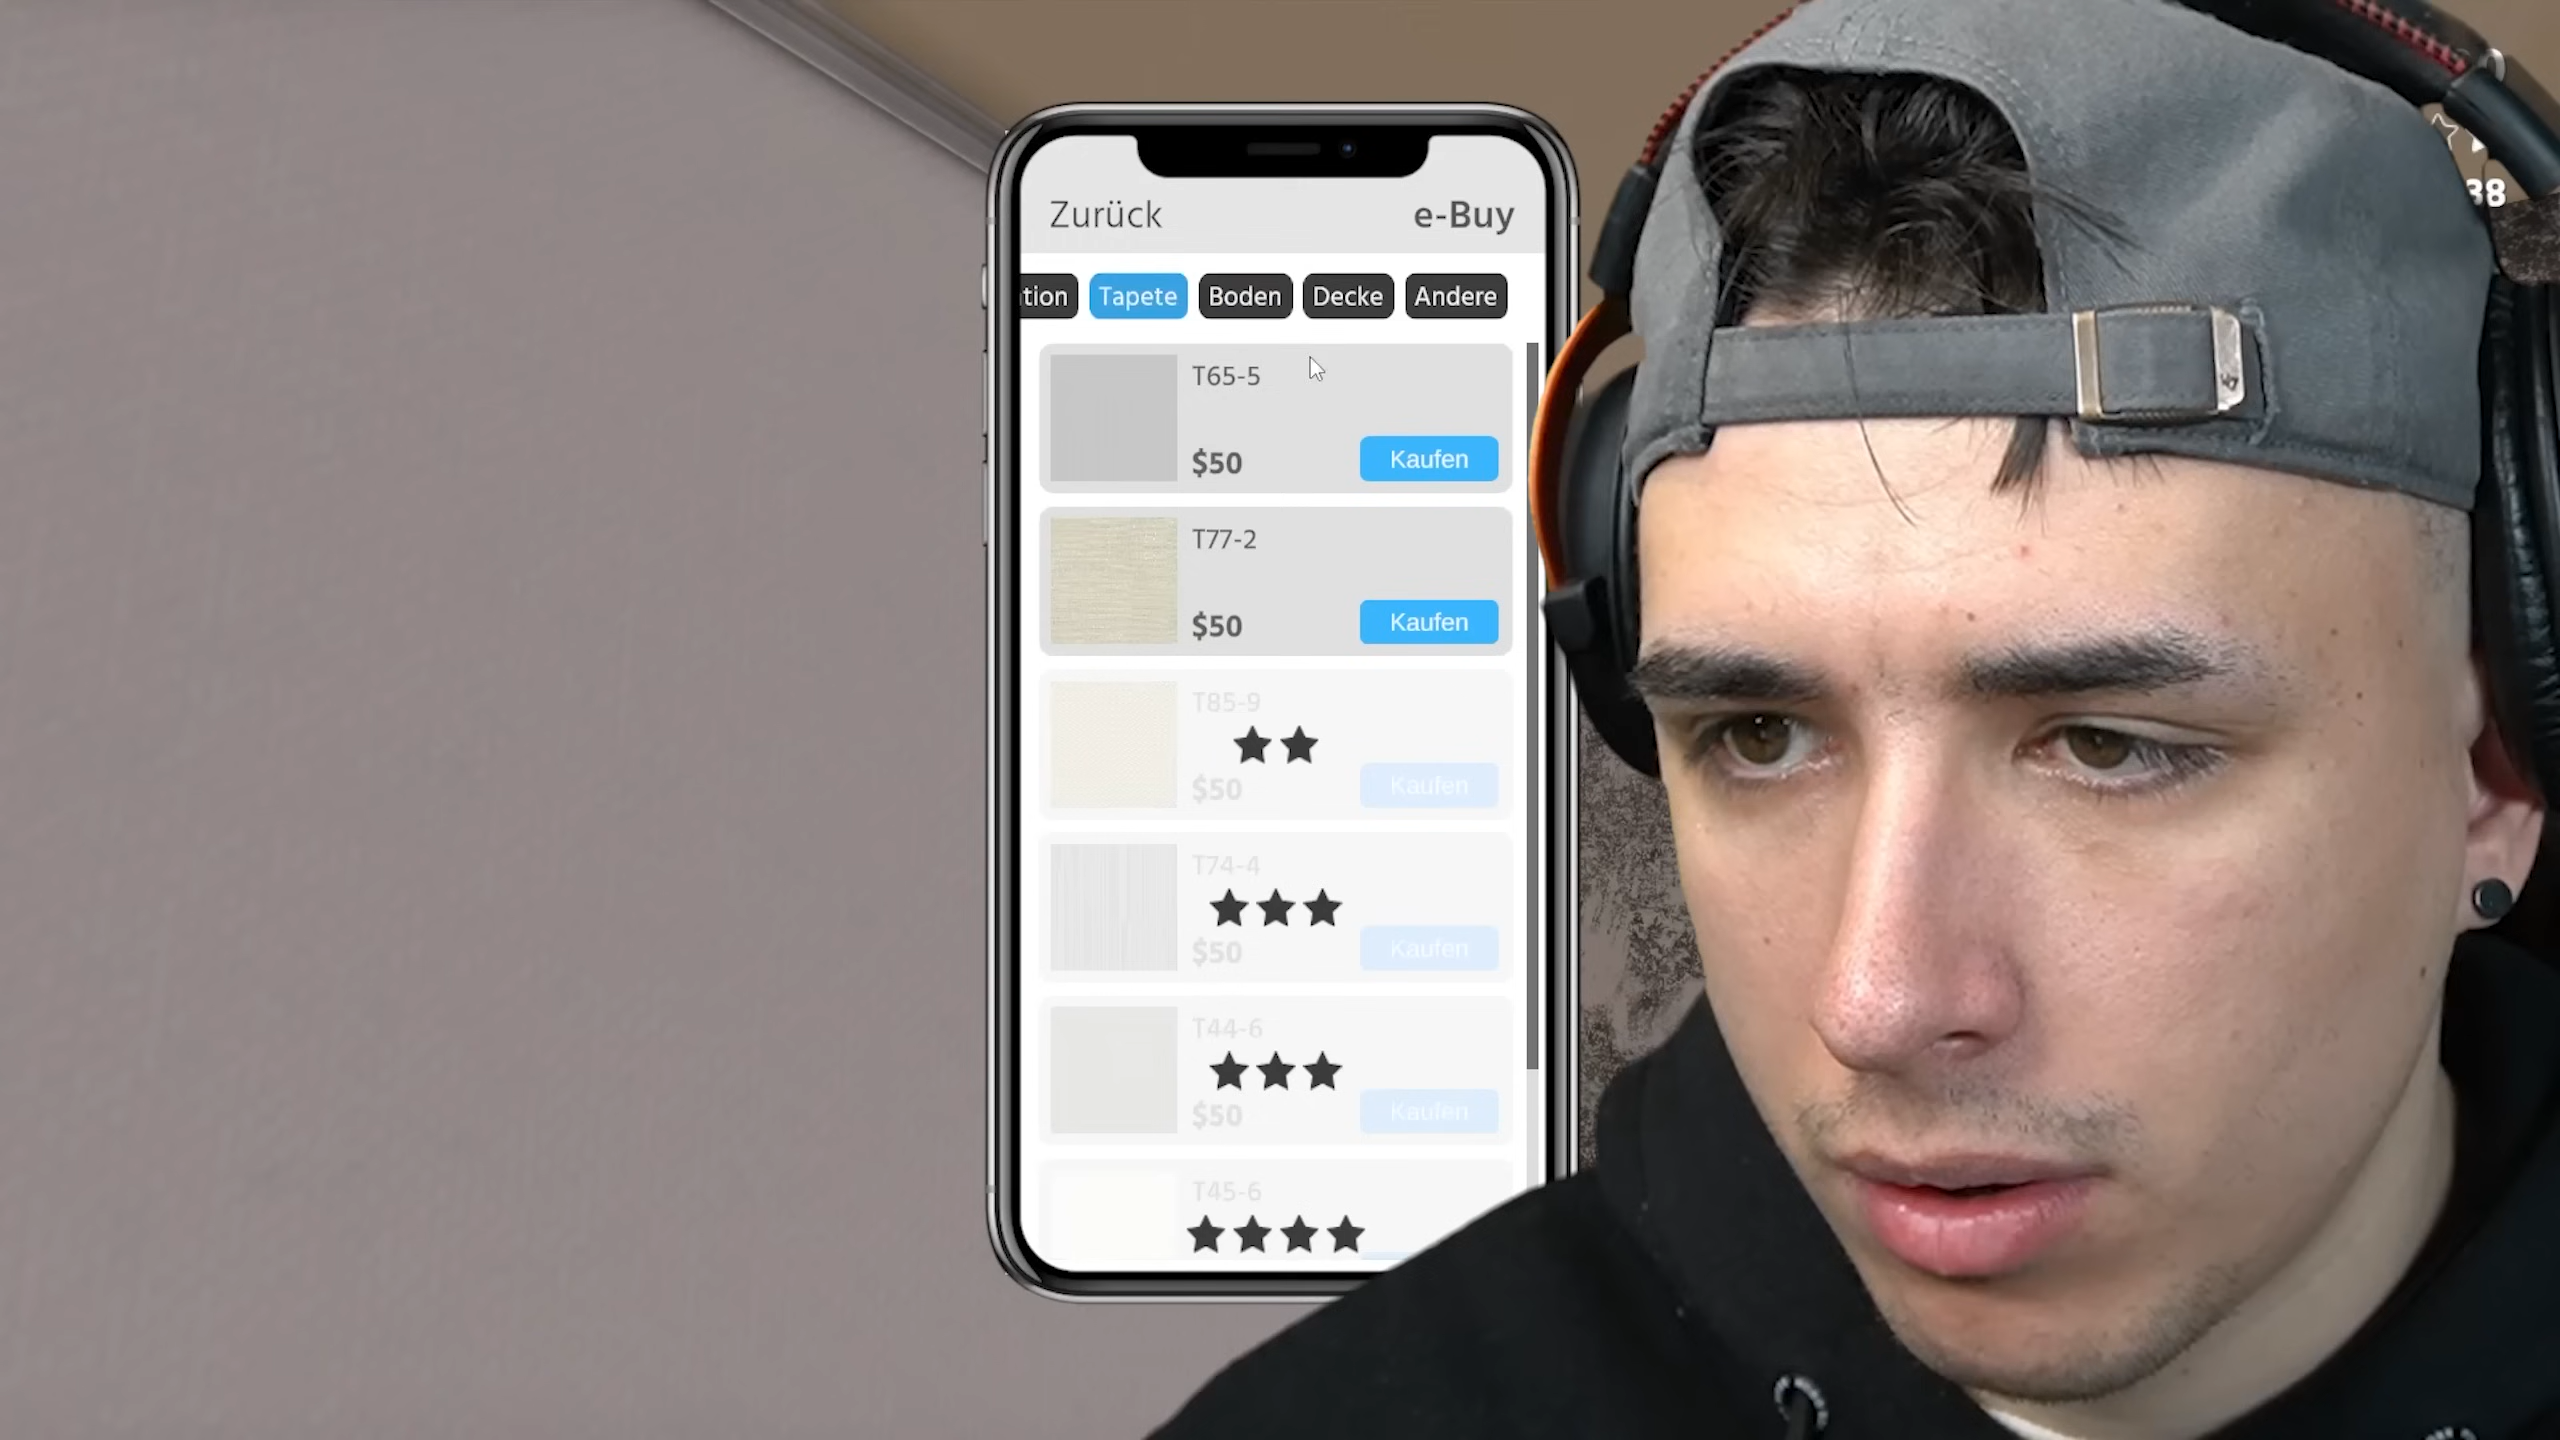 Zurück e-Buy
tion Tapete Boden Decke Andere
T65-5
$50 Kaufen
T77-2
$50 Kaufen
T85-9
$50 Kaufen
T74-4
$50 Kaufen
T44-6
$50 Kaufen
T45-6
38